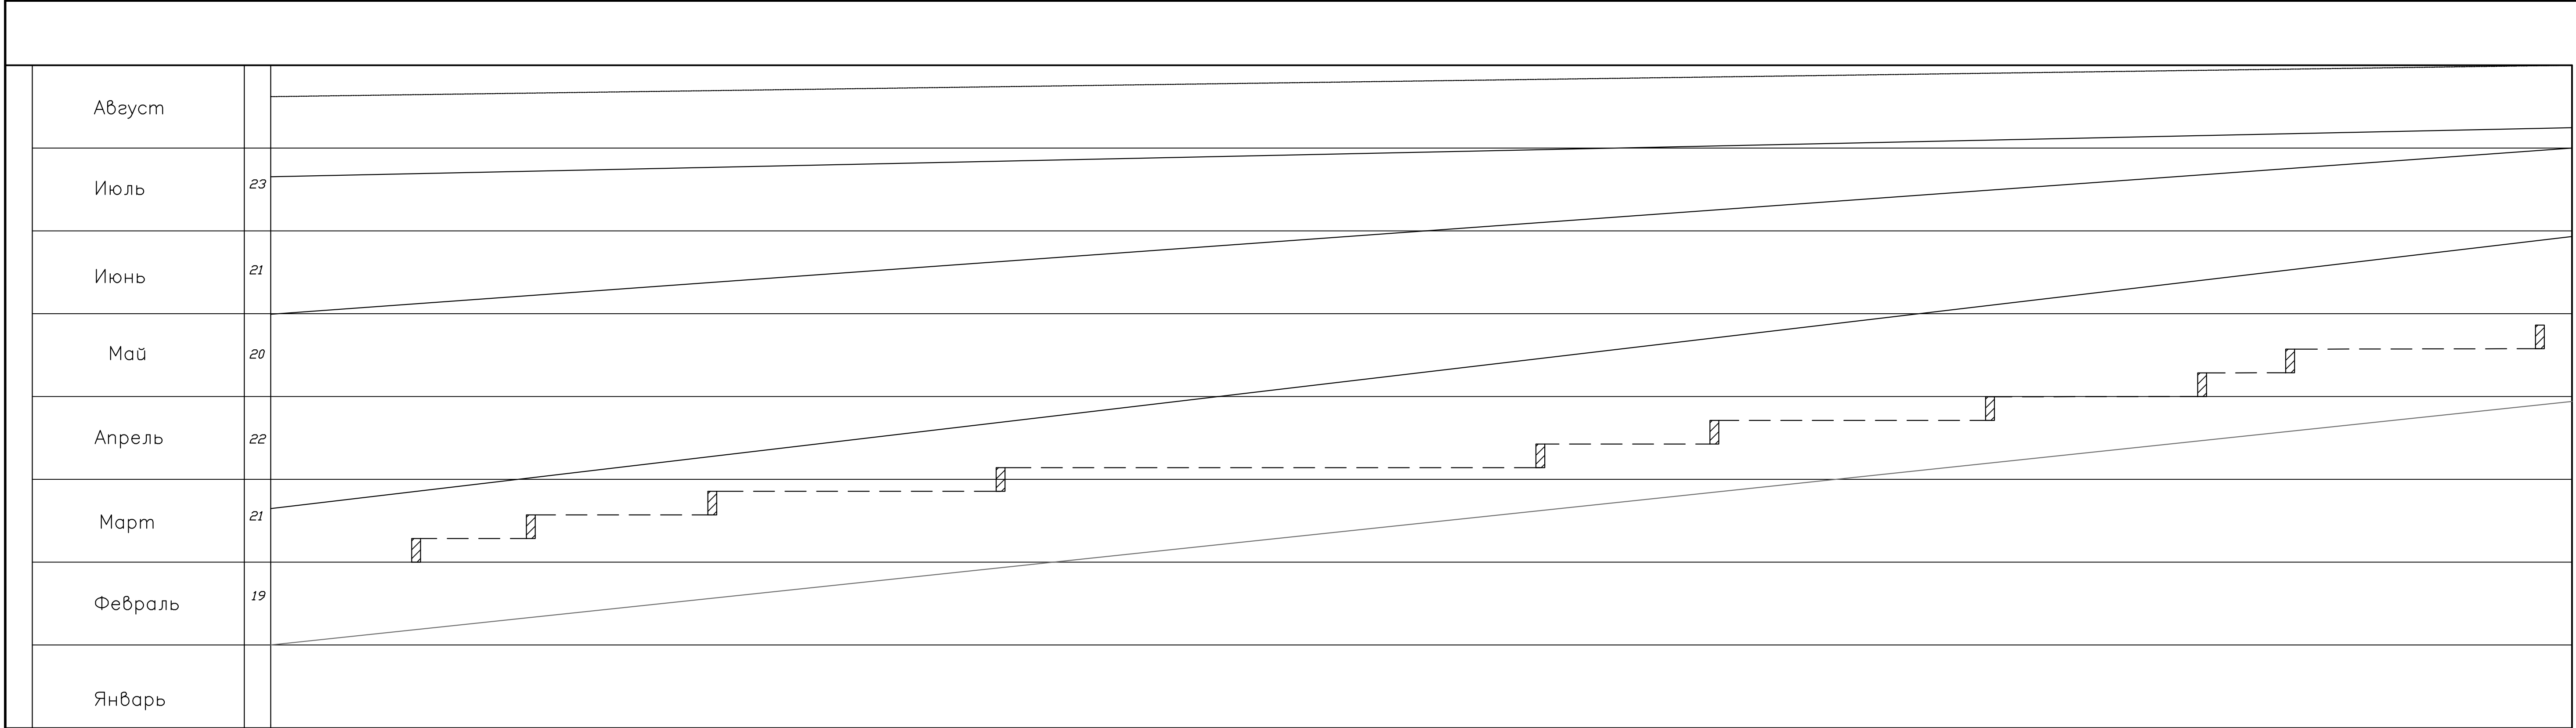 Август
Июль 23
Июнь 21
Май 20
Апрель 22
Март 21
Февраль 19
Январь